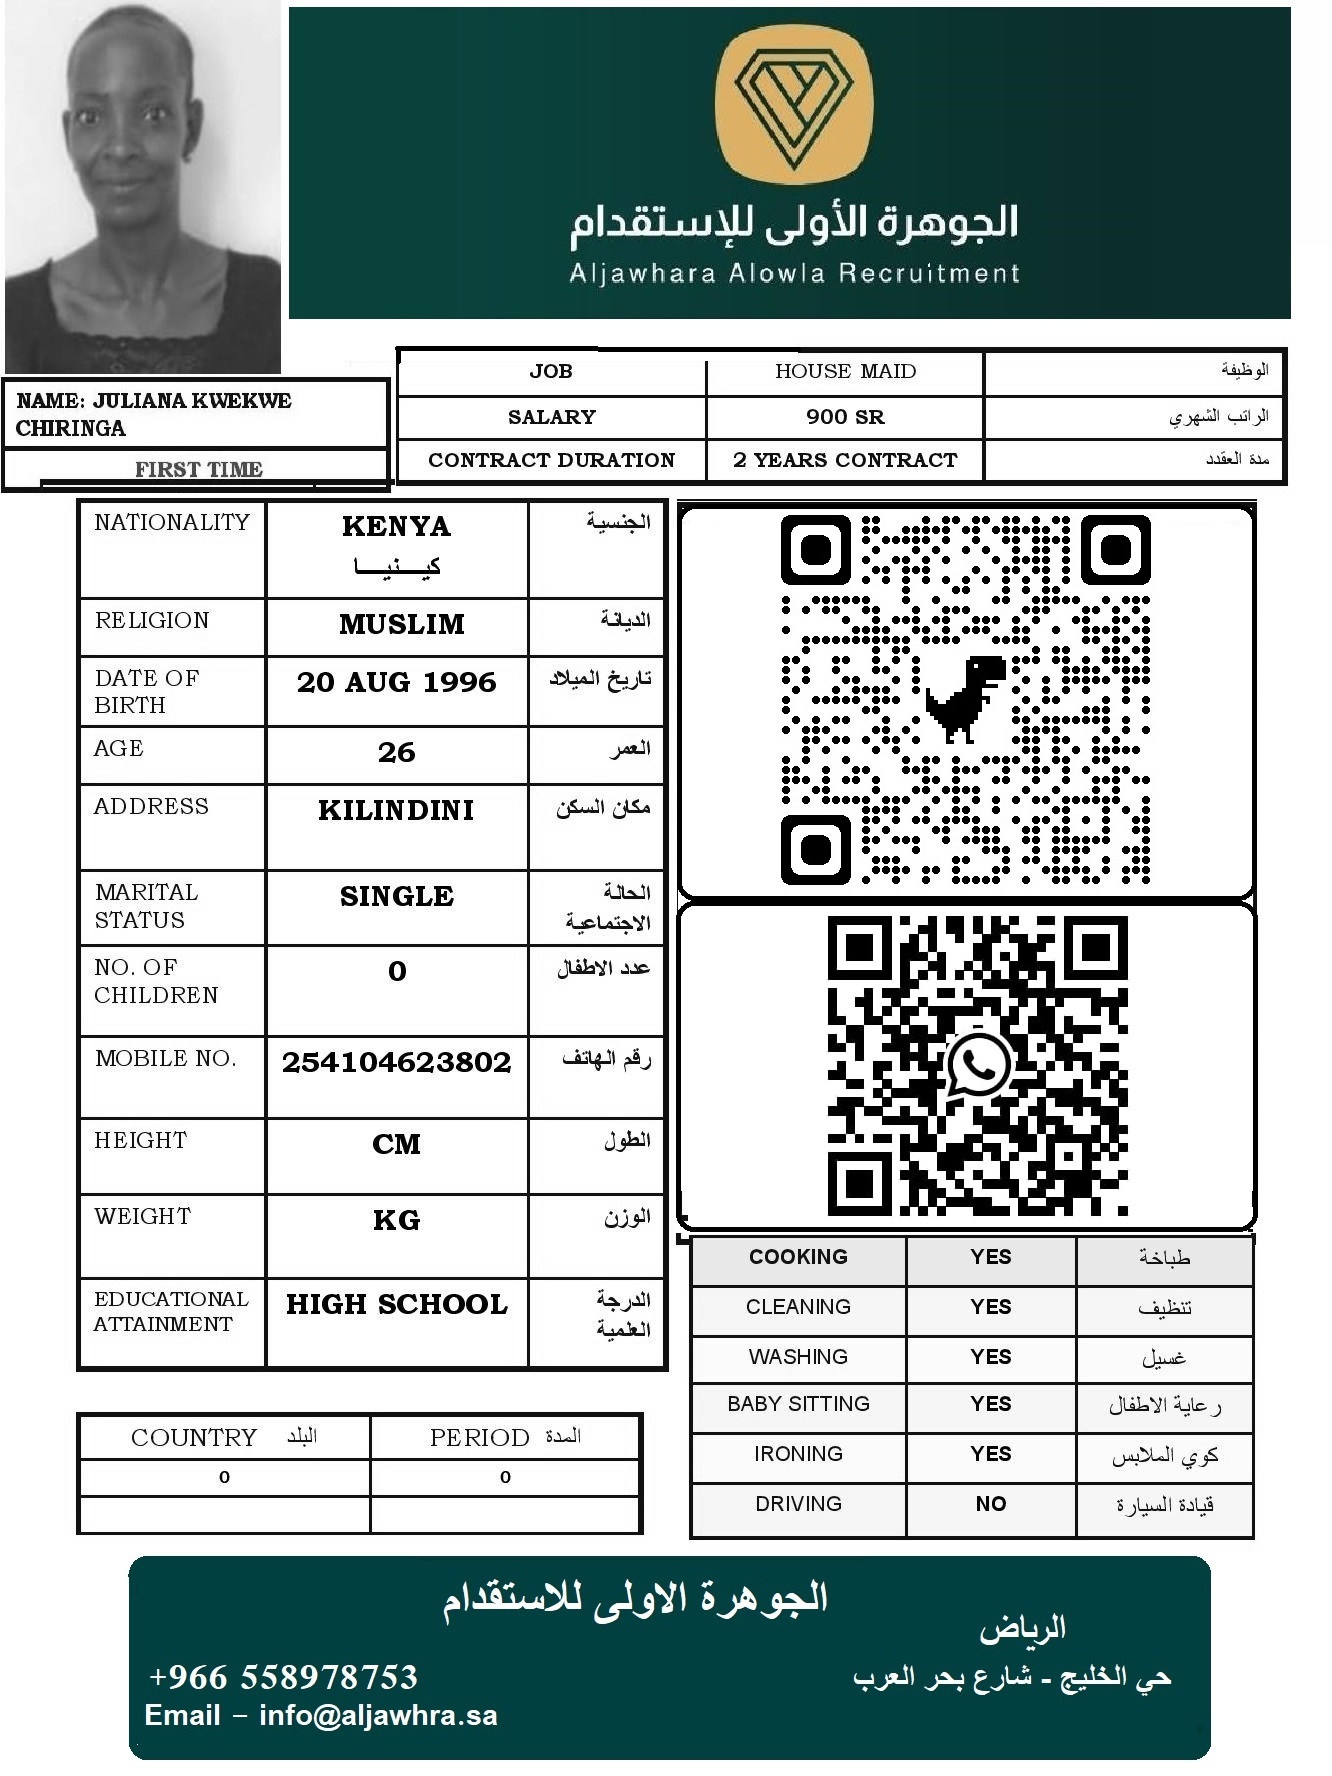 الجوهرة الأولى للإستقدام
Aljawhara Alowla Recruitment
NAME: JULIANA KWEKWE
CHIRINGA
FIRST TIME
JOB HOUSE MAID الوظيفة
SALARY 900 SR الراتب الشهري
CONTRACT DURATION 2 YEARS CONTRACT مدة العقدد
NATIONALITY KENYA الجنسية
كيـــنيـــا
RELIGION MUSLIM الديانة
DATE OF 20 AUG 1996 تاريخ الميلاد
BIRTH
AGE 26 العمر
ADDRESS KILINDINI مكان السكن
MARITAL SINGLE الحالة
STATUS الاجتماعية
NO. OF 0 عدد الاطفال
CHILDREN
MOBILE NO. 254104623802 رقم الهاتف
HEIGHT CM الطول
WEIGHT KG الوزن
EDUCATIONAL HIGH SCHOOL الدرجة
ATTAINMENT العلمية
COOKING YES طباخة
CLEANING YES تنظيف
WASHING YES غسيل
BABY SITTING YES رعاية الاطفال
IRONING YES كوي الملابس
DRIVING NO قيادة السيارة
COUNTRY البلد PERIOD المدة
0 0
الجوهرة الاولى للاستقدام
الرياض
حي الخليج - شارع بحر العرب
+966 558978753
Email – info@aljawhra.sa